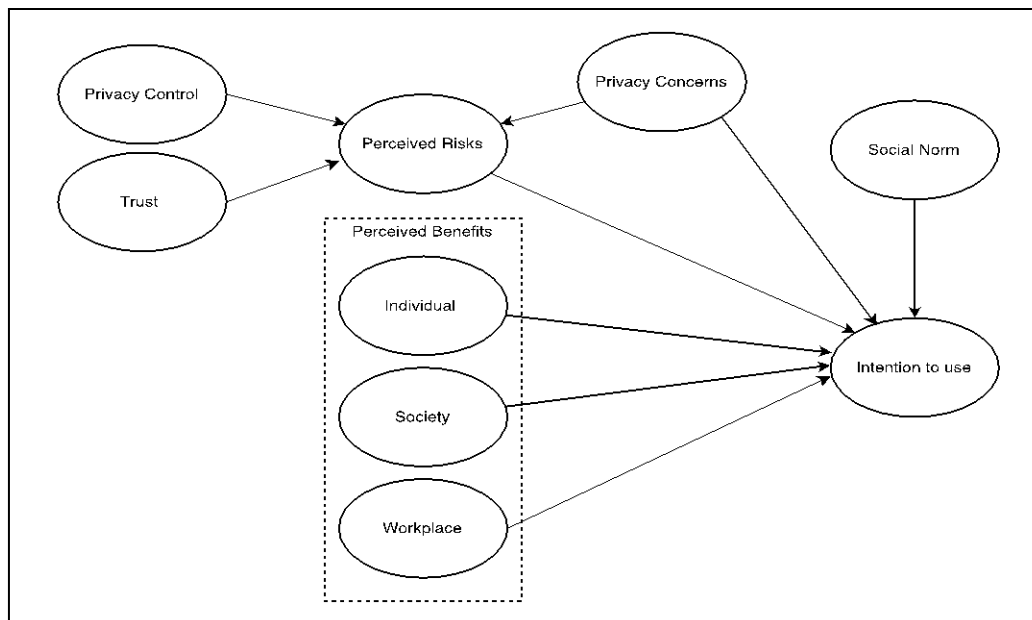 Privacy Control
Trust
Perceived Risks
Privacy Concerns
Social Norm
Perceived Benefits
Individual
Society
Workplace
Intention to use